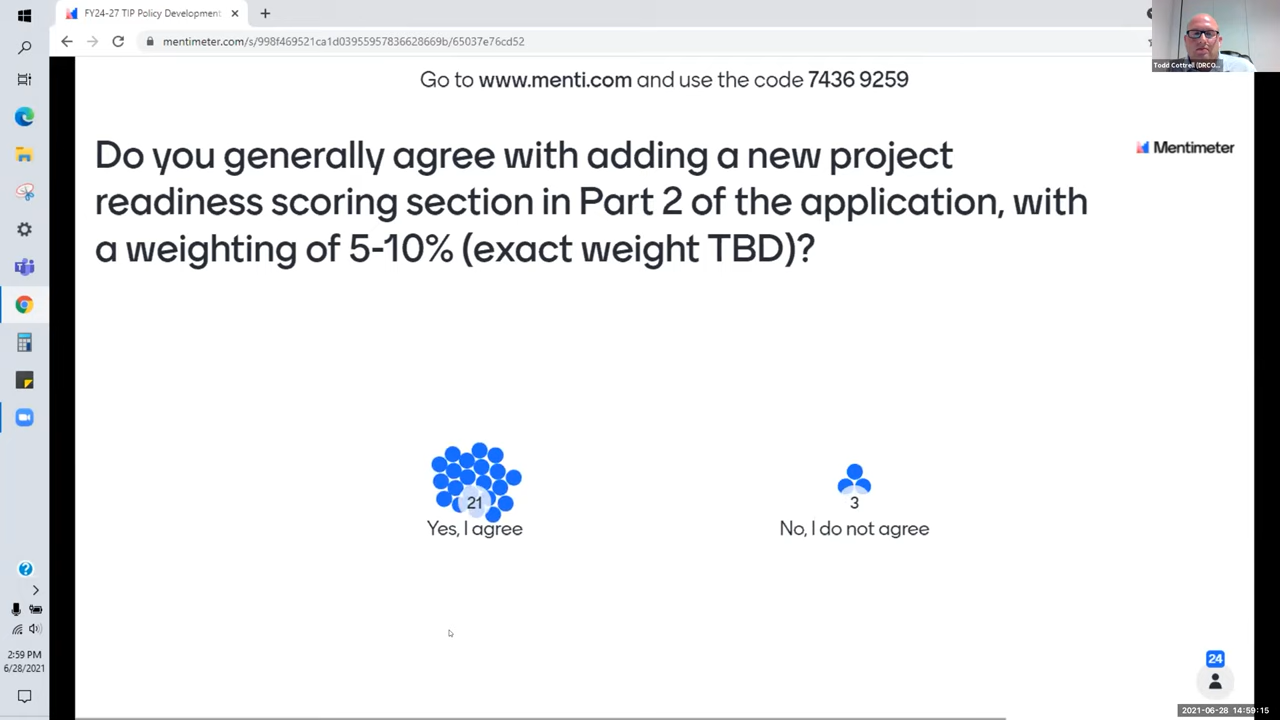 FY24-27 TIP Policy Development
mentimeter.com/s/998f469521ca1d03955957836628669b/65037e76cd52
Todd Cottrell (DRCO...
Go to www.menti.com and use the code 7436 9259
Do you generally agree with adding a new project
readiness scoring section in Part 2 of the application, with
a weighting of 5-10% (exact weight TBD)?
Mentimeter
21
Yes, I agree
3
No, I do not agree
24
2:59 PM
6/28/2021
2021-06-28 14:59:15